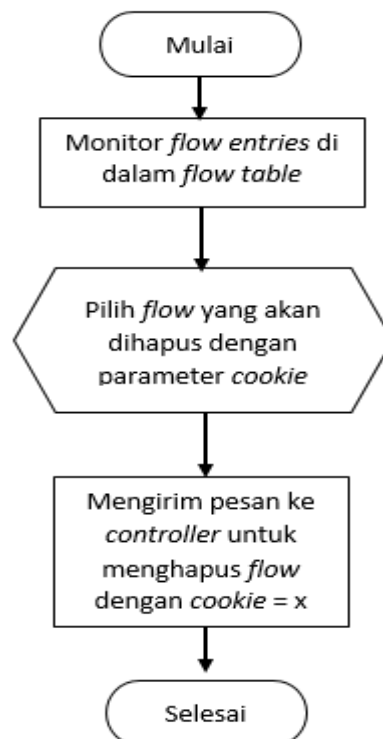 Mulai
Monitor flow entries di
dalam flow table
Pilih flow yang akan
dihapus dengan
parameter cookie
Mengirim pesan ke
controller untuk
menghapus flow
dengan cookie = x
Selesai